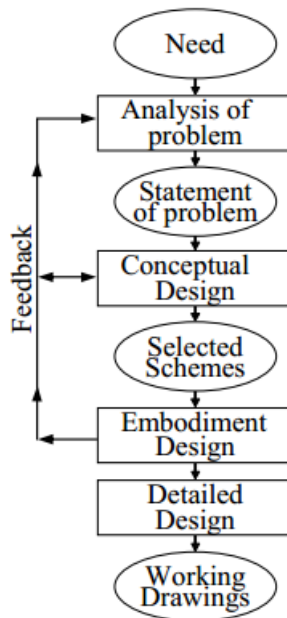 Need
Analysis of
problem
Statement
of problem
Feedback
Conceptual
Design
Selected
Schemes
Embodiment
Design
Detailed
Design
Working
Drawings